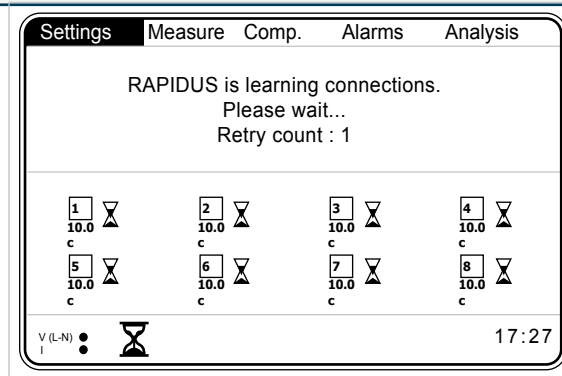 Settings Measure Comp. Alarms Analysis
RAPIDUS is learning connections.
Please wait...
Retry count : 1
1 2 3 4
10.0 10.0 10.0 10.0
c c c c
5 6 7 8
10.0 10.0 10.0 10.0
c c c c
V (L-N)
I
17:27